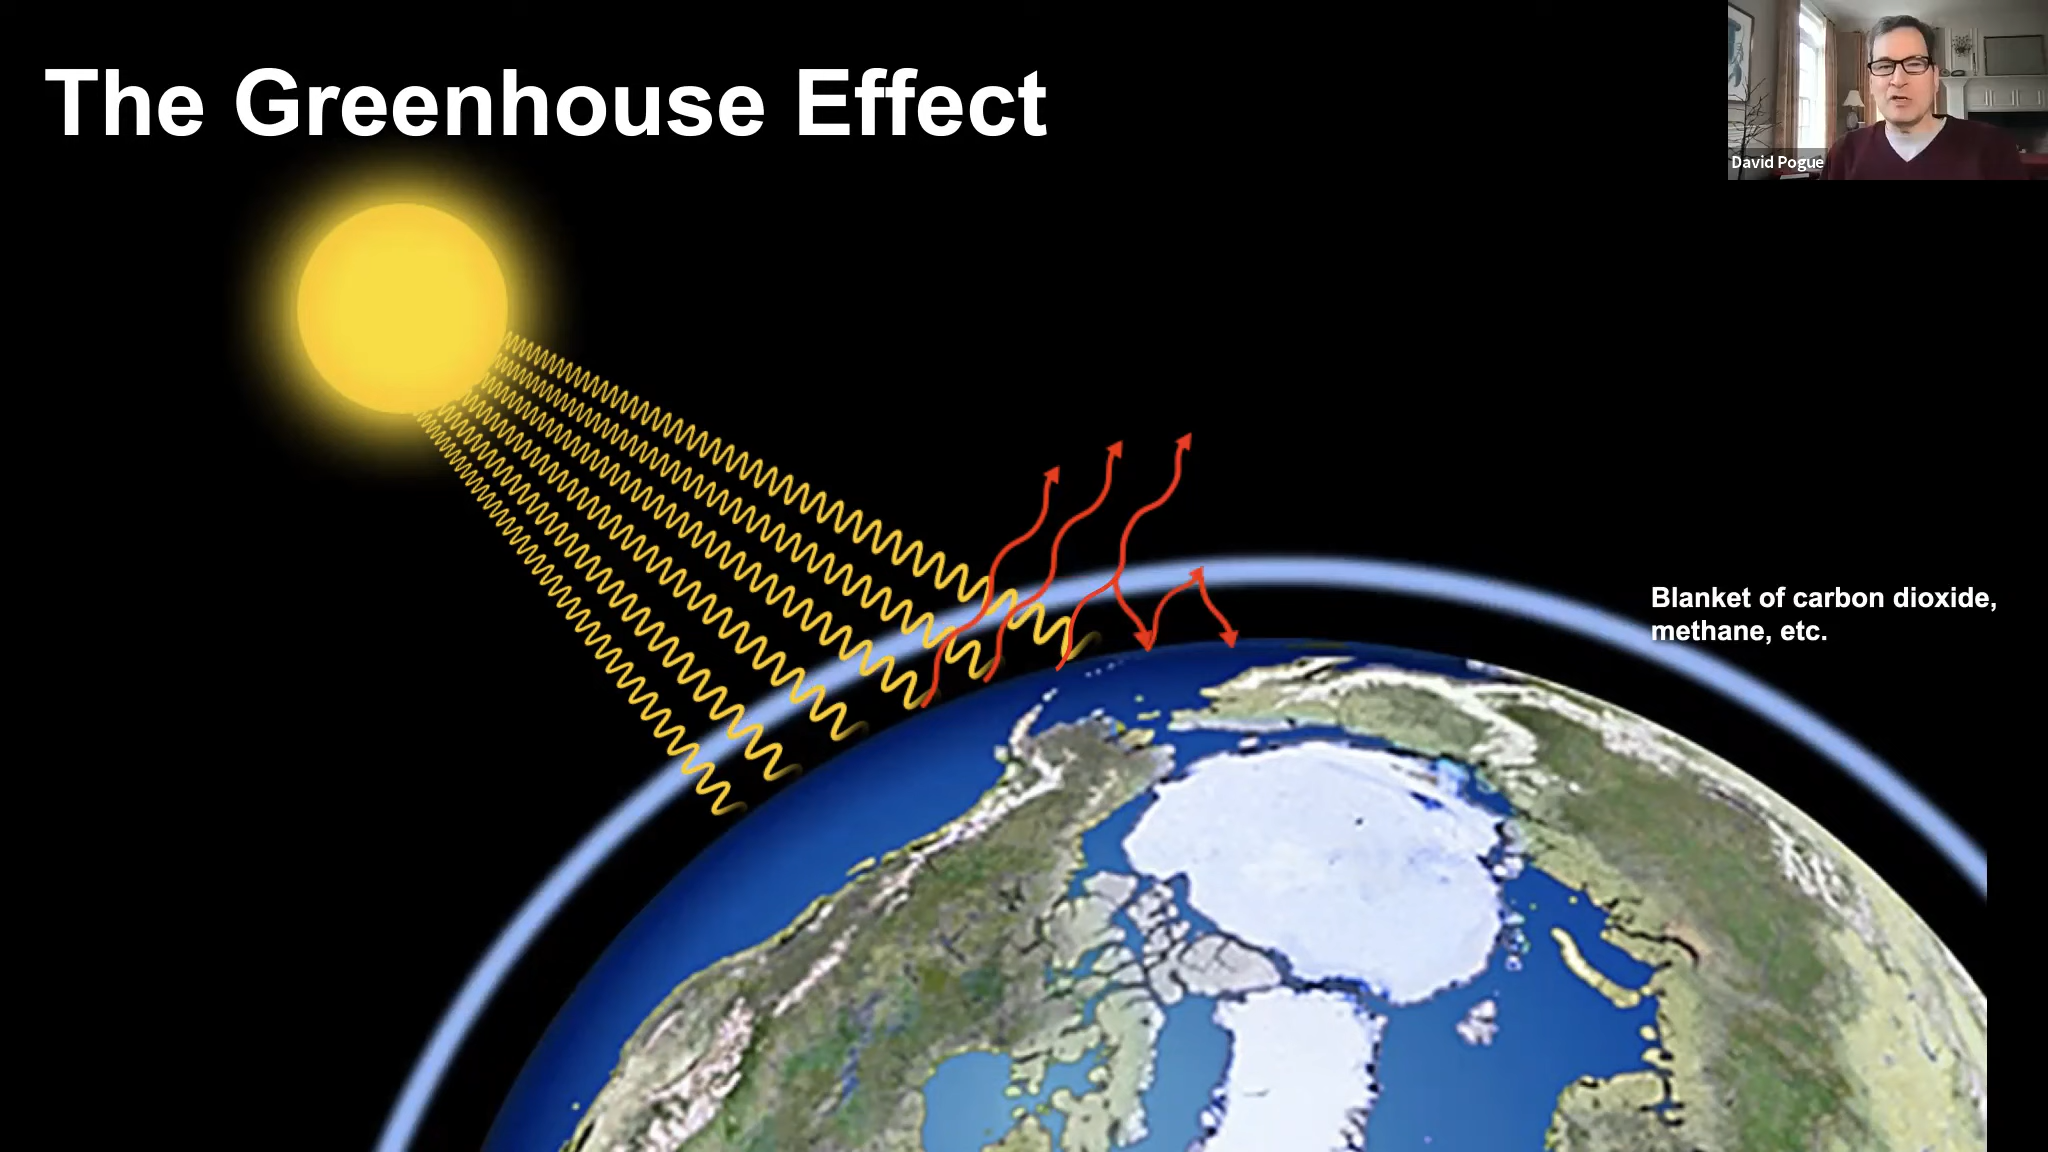 The Greenhouse Effect
David Pogue
Blanket of carbon dioxide,
methane, etc.